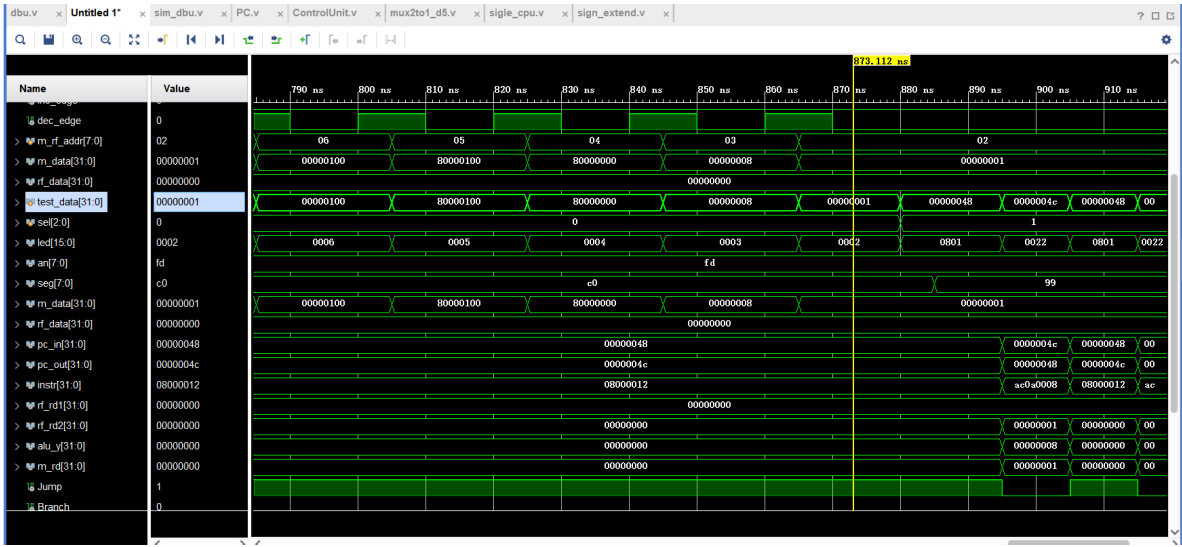 dbu.v x Untitled 1* x sim_dbu.v x PC.v x ControlUnit.v x mux2to1_d5.v x sigle_cpu.v x sign_extend.v x ?
873.112 ns
Name Value 790 ns 800 ns 810 ns 820 ns 830 ns 840 ns 850 ns 860 ns 870 ns 880 ns 890 ns 900 ns 910 ns
dec_edge 0
m_rf_addr[7:0] 02 06 05 04 03 02
m_data[31:0] 00000001 00000100 80000100 80000000 00000008 00000001
rf_data[31:0] 00000000 00000000
test_data[31:0] 00000001 00000100 80000100 80000000 00000008 00000001 00000048 0000004c 00000048 00
sel[2:0] 0 0 1
led[15:0] 0002 0006 0005 0004 0003 0002 0801 0022 0801 0022
an[7:0] fd fd
seg[7:0] c0 c0 99
m_data[31:0] 00000001 00000100 80000100 80000000 00000008 00000001
rf_data[31:0] 00000000 00000000
pc_in[31:0] 00000048 00000048 0000004c 00000048 00
pc_out[31:0] 0000004c 0000004c 00000048 0000004c 00
instr[31:0] 08000012 08000012 ac0a0008 08000012 ac
rf_rd1[31:0] 00000000 00000000
rf_rd2[31:0] 00000000 00000000 00000001 00000000 00
alu_y[31:0] 00000000 00000000 00000008 00000000 00
m_rd[31:0] 00000000 00000000 00000001 00000000 00
Jump 1
Branch 0